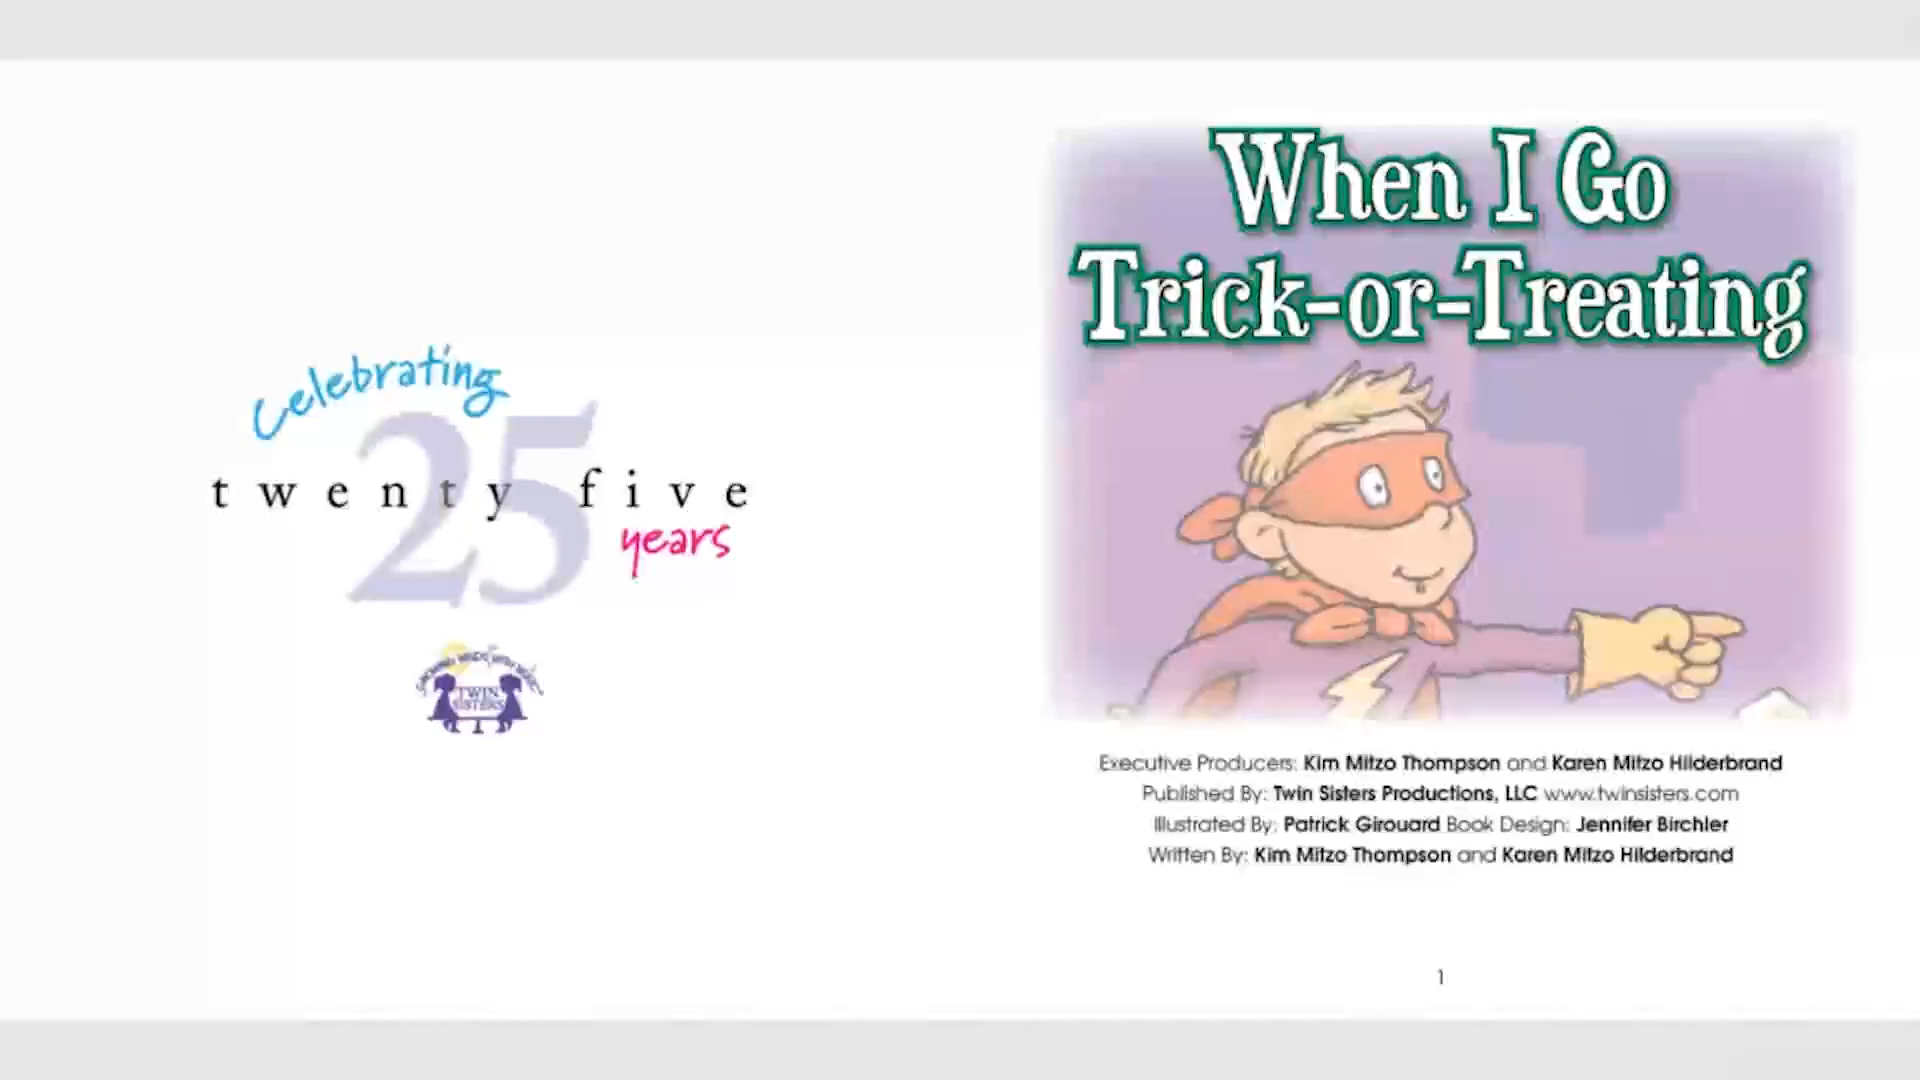 celebrating
25
twenty five
years
TWIN
SISTERS
When I Go
Trick-or-Treating
Executive Producers: Kim Mitzo Thompson and Karen Mitzo Hilderbrand
Published By: Twin Sisters Productions, LLC www.twinsisters.com
Illustrated By: Patrick Girouard Book Design: Jennifer Birchler
Written By: Kim Mitzo Thompson and Karen Mitzo Hilderbrand
1